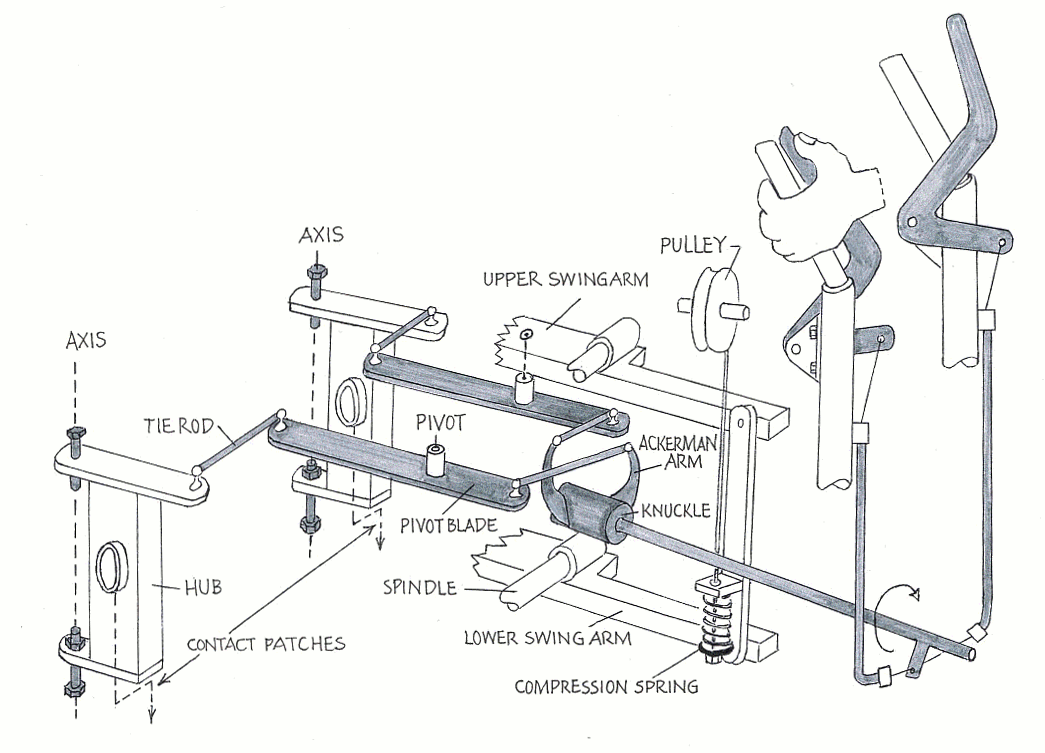 AXIS
PULLEY
UPPER SWINGARM
AXIS
TIE ROD
PIVOT
ACKERMAN
ARM
KNUCKLE
PIVOT BLADE
HUB
SPINDLE
CONTACT PATCHES
LOWER SWING ARM
COMPRESSION SPRING